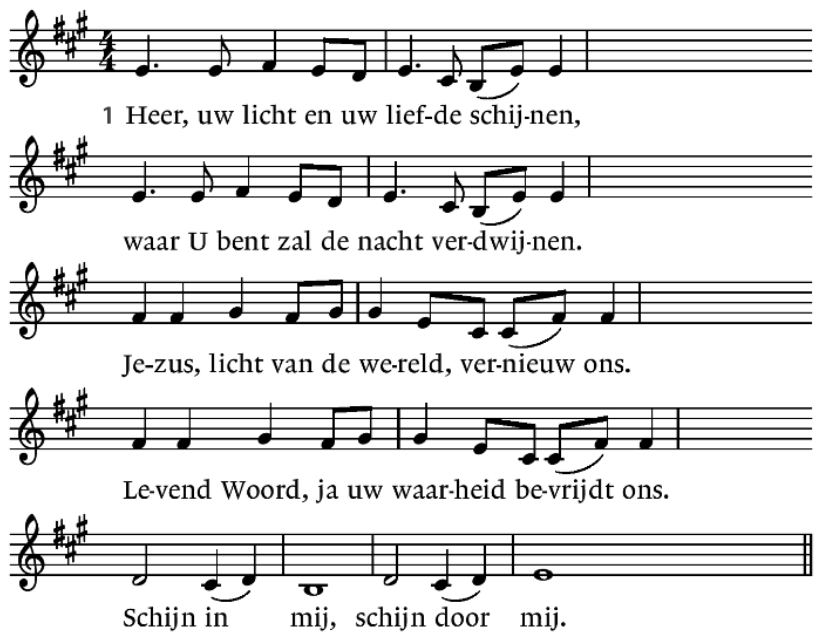 1 Heer, uw licht en uw lief-de schij-nen,
waar U bent zal de nacht ver-dwij-nen.
Je-zus, licht van de we-reld, ver-nieuw ons.
Le-vend Woord, ja uw waar-heid be-vrijdt ons.
Schijn in mij, schijn door mij.